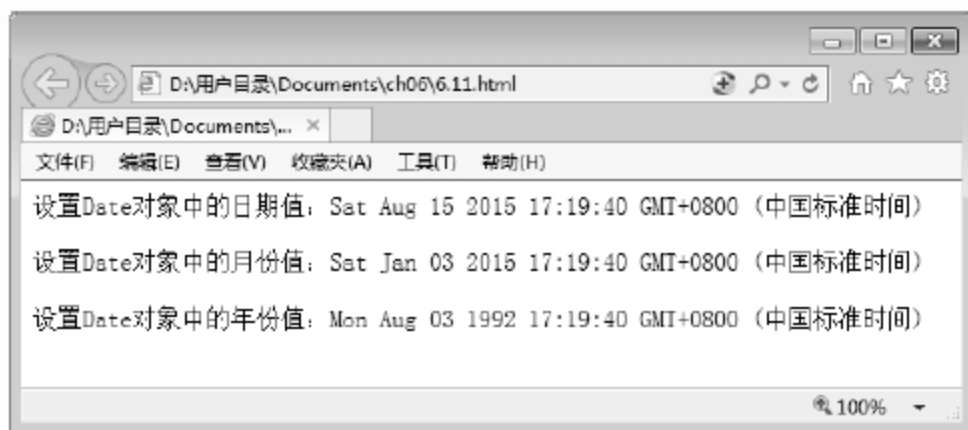 D:\用户目录\Documents\ch06\6.11.html
D:\用户目录\Documents\...
文件(F) 编辑(E) 查看(V) 收藏夹(A) 工具(T) 帮助(H)
设置Date对象中的日期值：Sat Aug 15 2015 17:19:40 GMT+0800 (中国标准时间)
设置Date对象中的月份值：Sat Jan 03 2015 17:19:40 GMT+0800 (中国标准时间)
设置Date对象中的年份值：Mon Aug 03 1992 17:19:40 GMT+0800 (中国标准时间)
100%